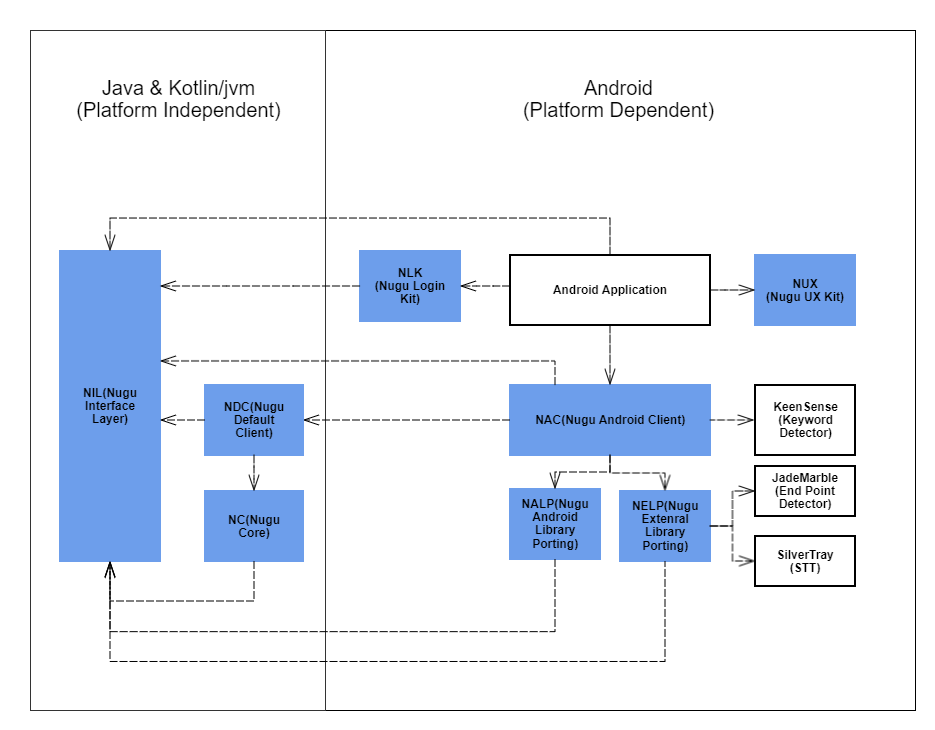 Java & Kotlin/jvm
(Platform Independent)
Android
(Platform Dependent)
NLK
(Nugu Login
Kit)
Android Application
NUX
(Nugu UX Kit)
NIL(Nugu
Interface
Layer)
NDC(Nugu
Default
Client)
NAC(Nugu Android Client)
KeenSense
(Keyword
Detector)
NC(Nugu
Core)
NALP(Nugu
Android
Library
Porting)
NELP(Nugu
Extenral
Library
Porting)
JadeMarble
(End Point
Detector)
SilverTray
(STT)